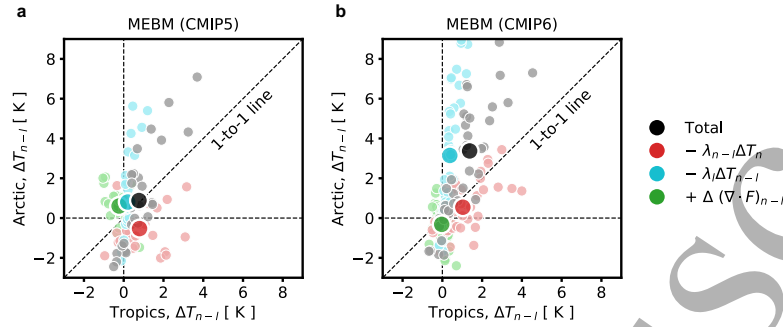 a
MEBM (CMIP5)
b
MEBM (CMIP6)
8
6
4
2
0
−2
−2 0 2 4 6 8
Arctic, ΔT_{n−l} [ K ]
Tropics, ΔT_{n−l} [ K ]
1-to-1 line
8
6
4
2
0
−2
−2 0 2 4 6 8
Arctic, ΔT_{n−l} [ K ]
Tropics, ΔT_{n−l} [ K ]
1-to-1 line
Total
− λ_{n−l}ΔT_n
− λ_lΔT_{n−l}
+ Δ (∇ · F)_{n−l}